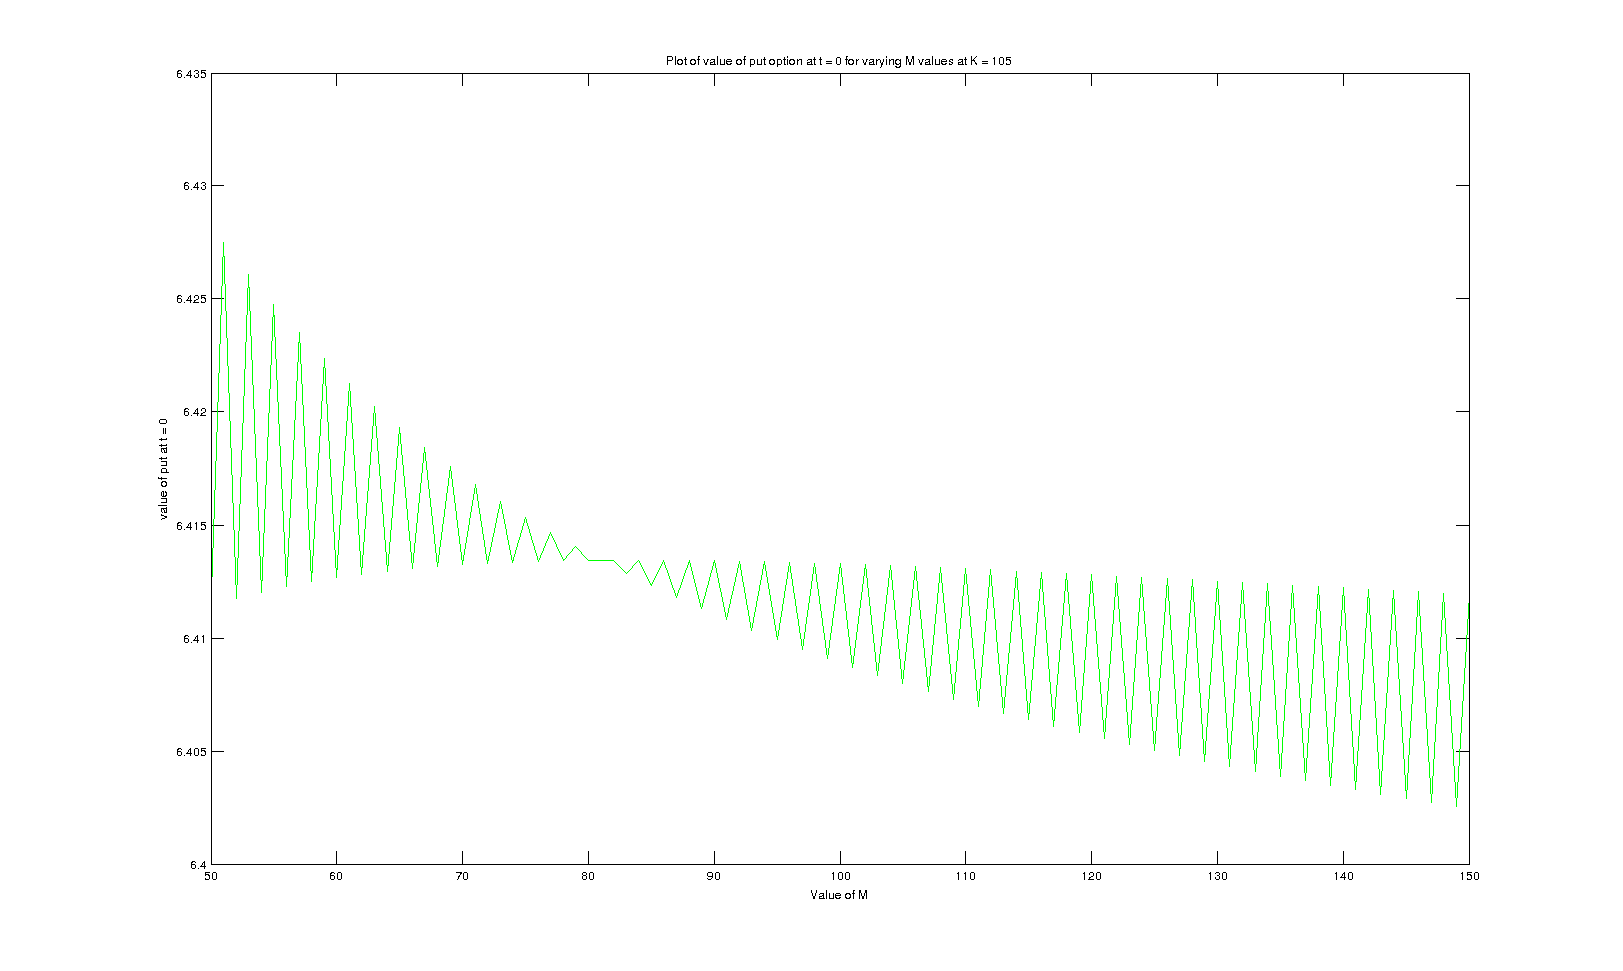 Plot of value of put option at t = 0 for varying M values at K = 105
6.435
6.43
6.425
6.42
6.415
6.41
6.405
6.4
value of put at t = 0
50 60 70 80 90 100 110 120 130 140 150
Value of M